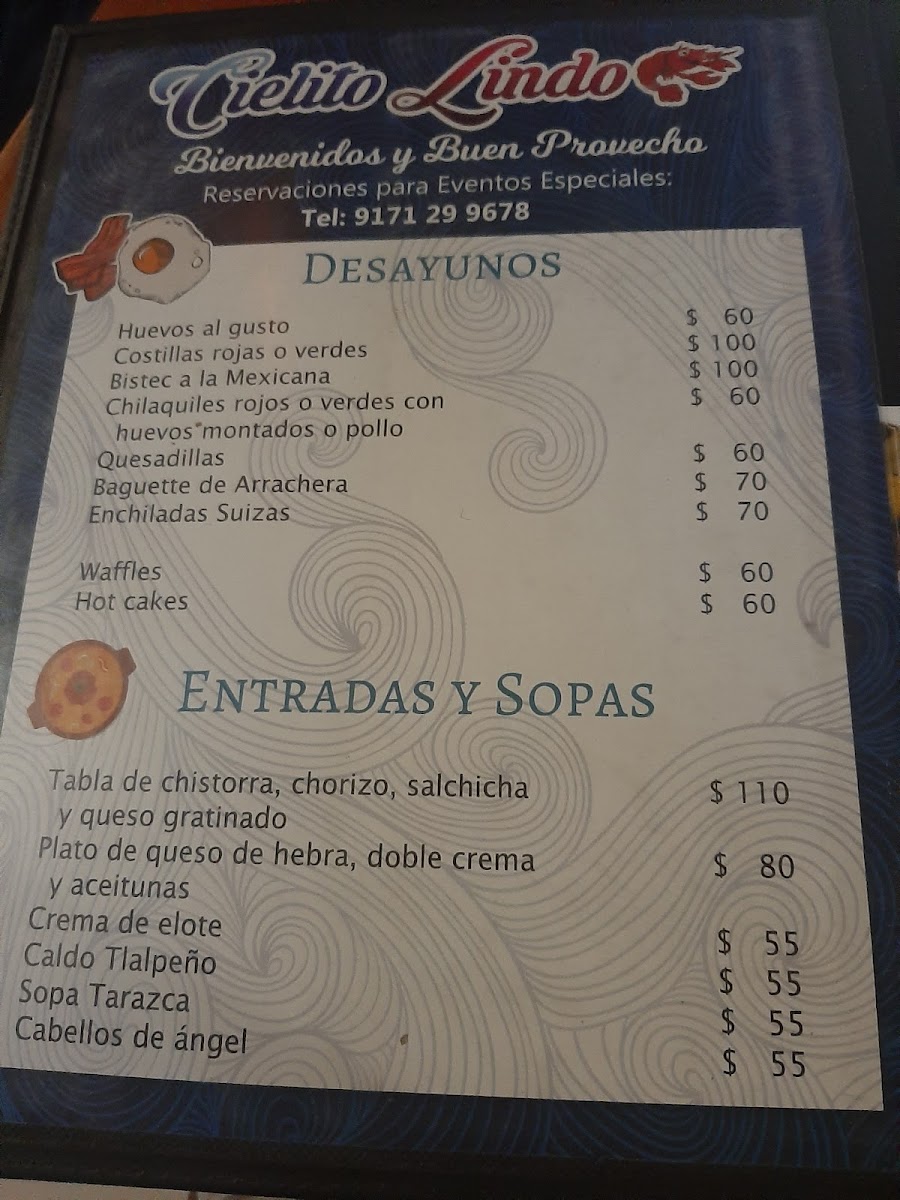 Cielito Lindo
Bienvenidos y Buen Provecho
Reservaciones para Eventos Especiales:
Tel: 9171 29 9678
DESAYUNOS
Huevos al gusto $ 60
Costillas rojas o verdes $ 100
Bistec a la Mexicana $ 100
Chilaquiles rojos o verdes con $ 60
huevos montados o pollo
Quesadillas $ 60
Baguette de Arrachera $ 70
Enchiladas Suizas $ 70
Waffles $ 60
Hot cakes $ 60
ENTRADAS Y SOPAS
Tabla de chistorra, chorizo, salchicha $ 110
y queso gratinado
Plato de queso de hebra, doble crema $ 80
y aceitunas
Crema de elote $ 55
Caldo Tlalpeño $ 55
Sopa Tarazca $ 55
Cabellos de ángel $ 55